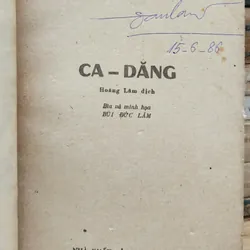 15-6-86
CA – DĂNG
Hoàng Lâm dịch
Bìa và minh họa
BÙI ĐỨC LÂM